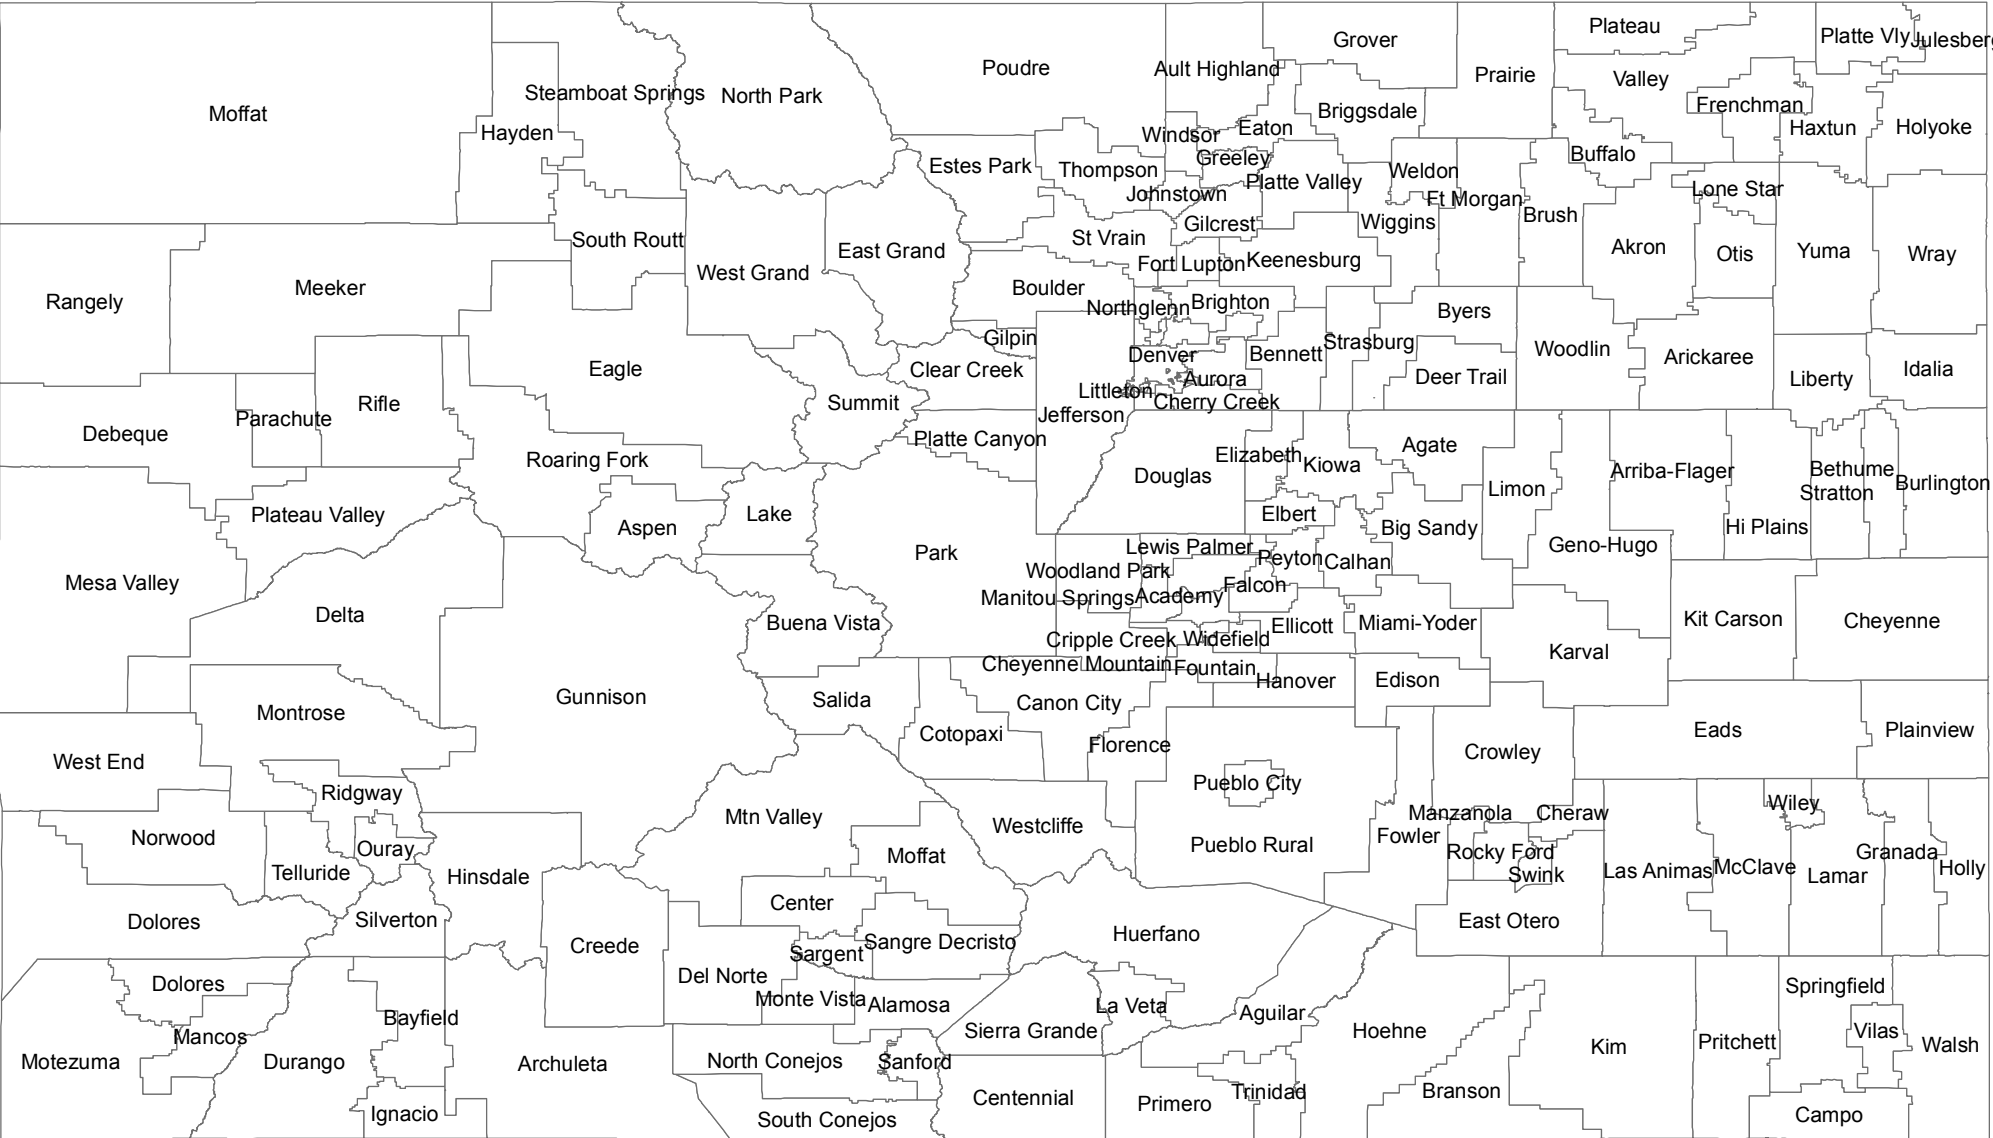 Plateau
Platte Vly
Julesberg
Grover
Poudre
Ault Highland
Prairie
Valley
Steamboat Springs
North Park
Moffat
Briggsdale
Frenchman
Haxtun
Holyoke
Hayden
Windsor
Eaton
Greeley
Buffalo
Estes Park
Thompson
Platte Valley
Weldon
Johnstown
Ft Morgan
Lone Star
Brush
Gilcrest
Wiggins
South Routt
St Vrain
East Grand
Akron
Otis
Yuma
Wray
West Grand
Fort Lupton
Keenesburg
Meeker
Boulder
Rangely
Northglenn
Brighton
Byers
Gilpin
Strasburg
Denver
Bennett
Woodlin
Arickaree
Eagle
Clear Creek
Aurora
Deer Trail
Liberty
Idalia
Littleton
Cherry Creek
Summit
Rifle
Parachute
Jefferson
Debeque
Platte Canyon
Agate
Elizabeth
Kiowa
Roaring Fork
Douglas
Arriba-Flager
Bethume
Burlington
Limon
Stratton
Plateau Valley
Lake
Elbert
Aspen
Big Sandy
Hi Plains
Park
Lewis Palmer
Geno-Hugo
Peyton
Calhan
Woodland Park
Mesa Valley
Falcon
Manitou Springs
Academy
Delta
Buena Vista
Ellicott
Miami-Yoder
Kit Carson
Cheyenne
Cripple Creek
Widefield
Karval
Cheyenne Mountain
Fountain
Hanover
Edison
Gunnison
Salida
Canon City
Montrose
Cotopaxi
Florence
Eads
Plainview
West End
Crowley
Pueblo City
Ridgway
Mtn Valley
Westcliffe
Manzanola
Cheraw
Wiley
Norwood
Fowler
Pueblo Rural
Ouray
Moffat
Rocky Ford
Granada
Telluride
Hinsdale
Swink
Las Animas
McClave
Lamar
Holly
Center
Dolores
Silverton
East Otero
Huerfano
Creede
Sangre Decristo
Sargent
Del Norte
Dolores
Monte Vista
Alamosa
La Veta
Aguilar
Springfield
Bayfield
Mancos
Sierra Grande
Hoehne
Vilas
Motezuma
Durango
Archuleta
North Conejos
Sanford
Kim
Pritchett
Walsh
Centennial
Primero
Trinidad
Branson
Ignacio
South Conejos
Campo